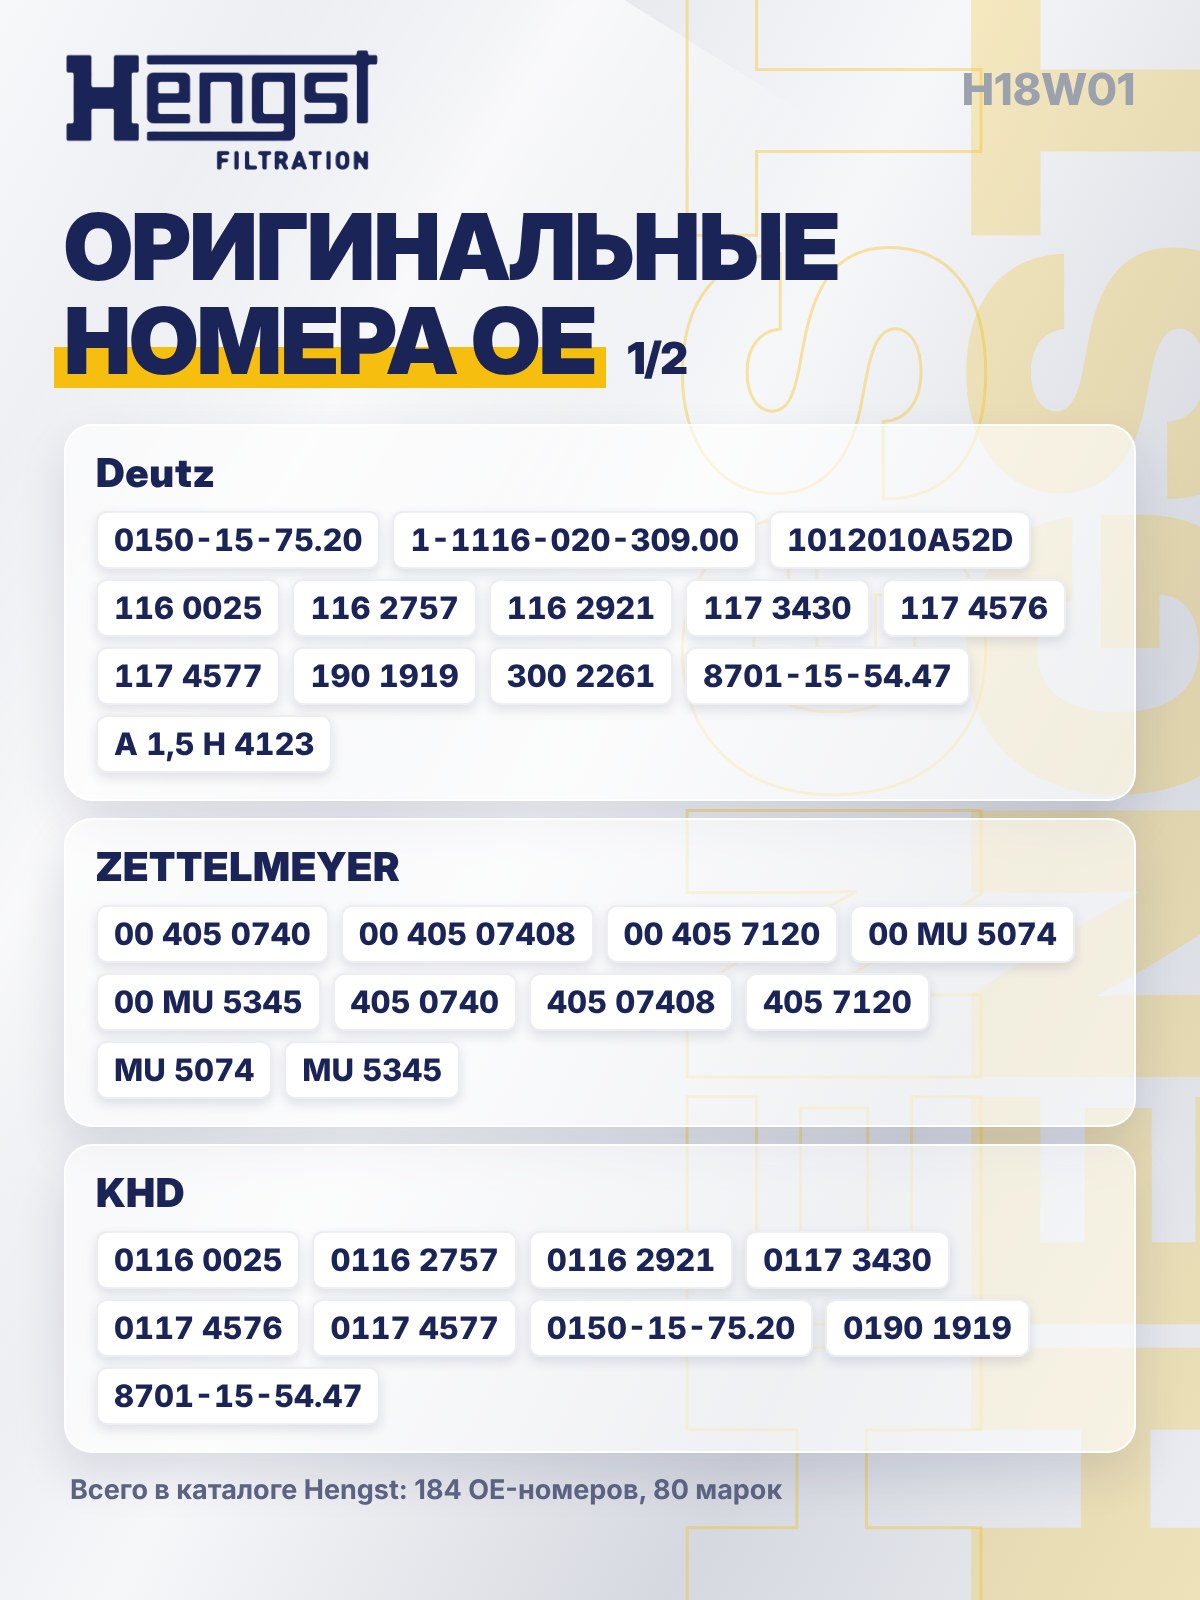 Hengst
FILTRATION
H18W01
ОРИГИНАЛЬНЫЕ
НОМЕРА OE 1/2
Deutz
0150-15-75.20 1-1116-020-309.00 1012010A52D
116 0025 116 2757 116 2921 117 3430 117 4576
117 4577 190 1919 300 2261 8701-15-54.47
A 1,5 H 4123
ZETTELMEYER
00 405 0740 00 405 07408 00 405 7120 00 MU 5074
00 MU 5345 405 0740 405 07408 405 7120
MU 5074 MU 5345
KHD
0116 0025 0116 2757 0116 2921 0117 3430
0117 4576 0117 4577 0150-15-75.20 0190 1919
8701-15-54.47
Всего в каталоге Hengst: 184 OE-номеров, 80 марок
HENGST
HENGST